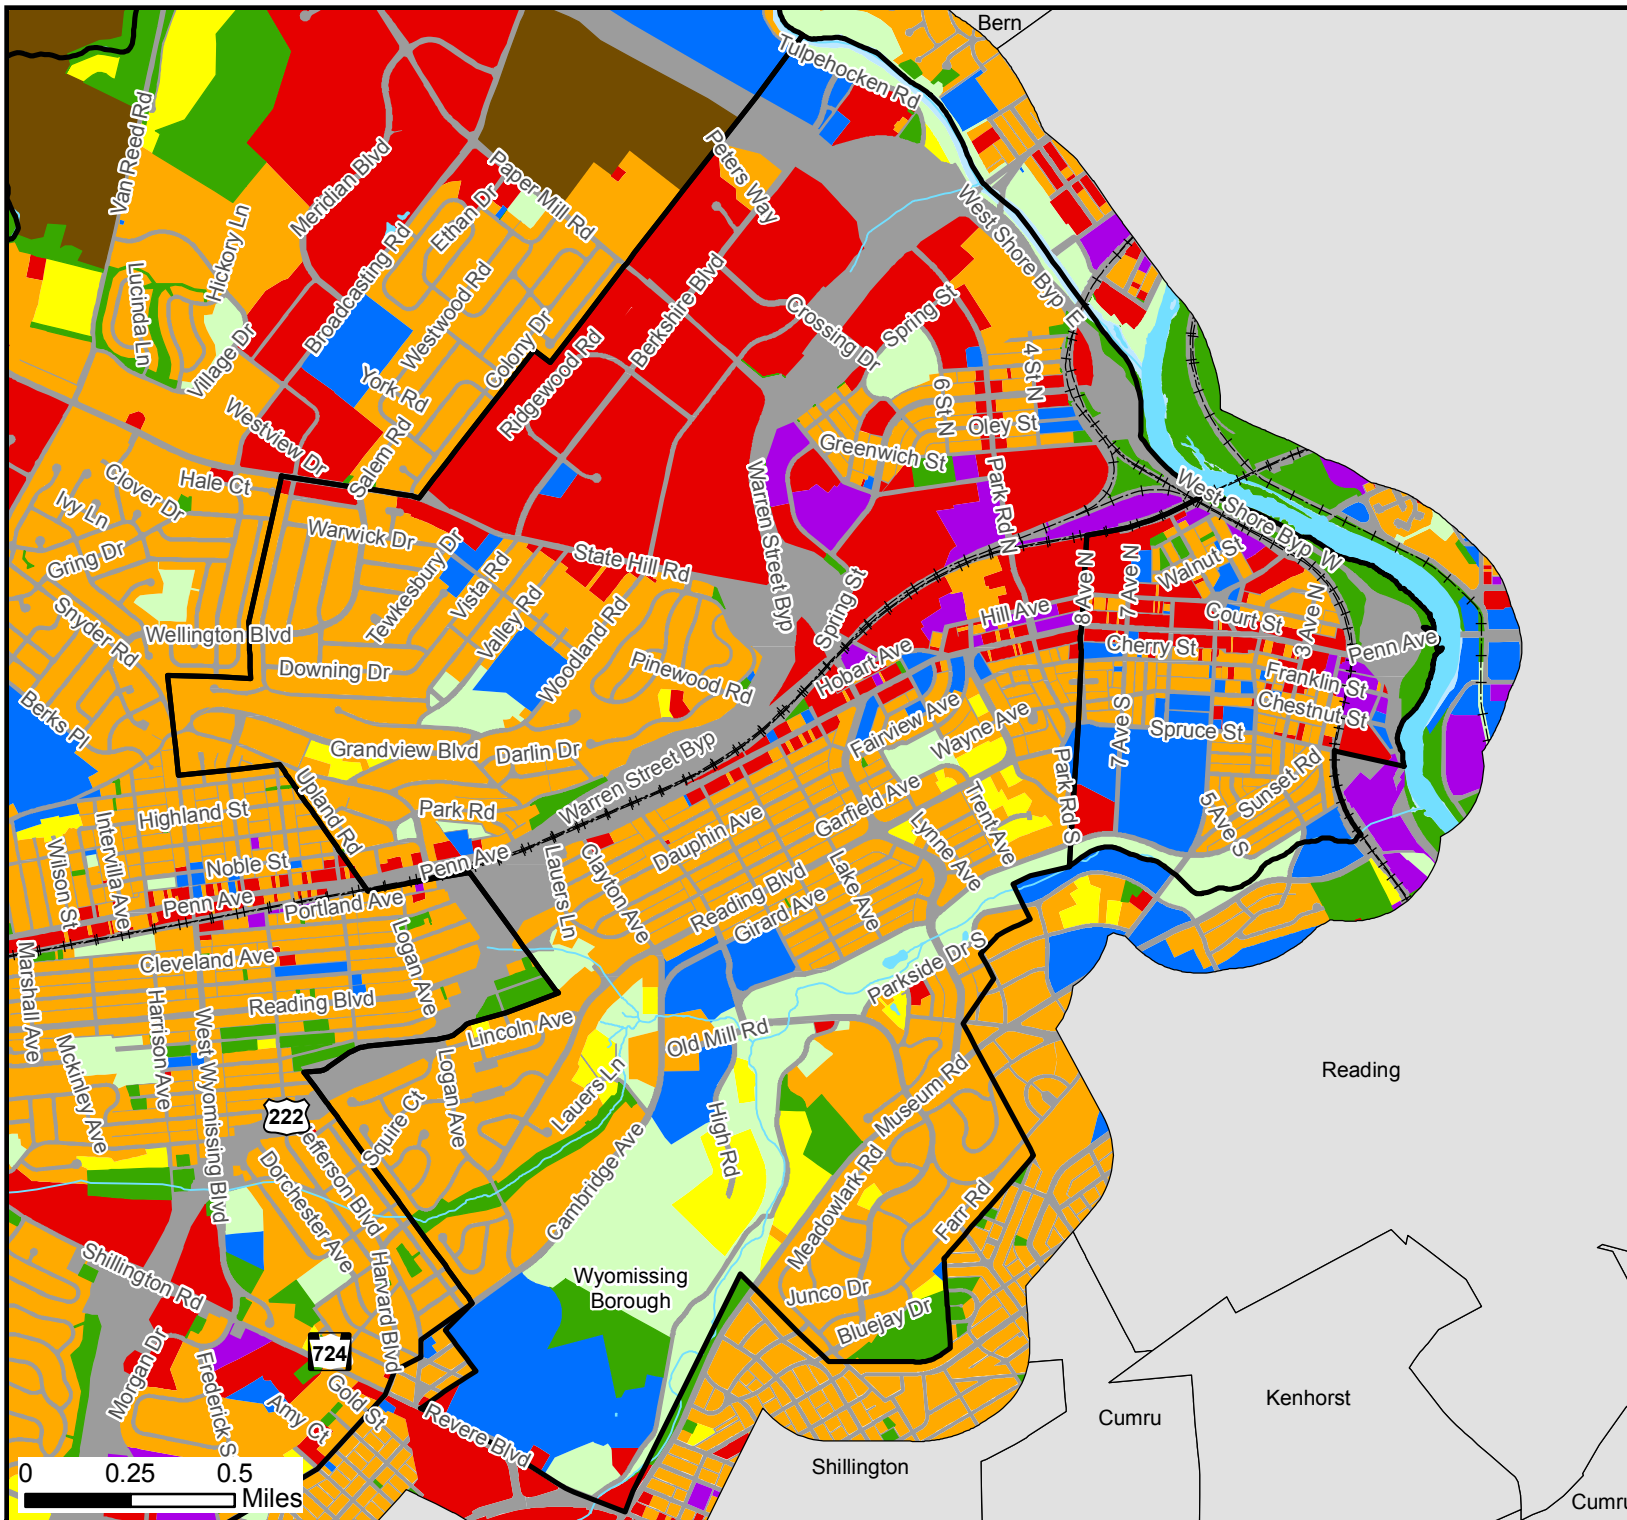 Bern
Tulpehocken Rd
Van Reed Rd
Meridian Blvd
Paper Mill Rd
Peters Way
Ethan Dr
Hickory Ln
Broadcasting Rd
Westwood Rd
Berkshire Blvd
West Shore Byp E
Lucinda Ln
Village Dr
Colony Dr
Ridgewood Rd
Crossing Dr
Spring St
4 St N
6 St N
York Rd
Westview Dr
Salem Rd
Oley St
Greenwich St
Clover Dr
Hale Ct
Ivy Ln
Warren Street Byp
Park Rd N
West Shore Byp W
Gring Dr
Warwick Dr
Tewkesbury Dr
Vista Rd
State Hill Rd
Walnut St
7 Ave N
8 Ave N
Snyder Rd
Wellington Blvd
Valley Rd
Woodland Rd
Spring St
Hill Ave
Court St
3 Ave N
Penn Ave
Cherry St
Downing Dr
Pinewood Rd
Hobart Ave
Franklin St
Chestnut St
Berks Pl
Grandview Blvd
Darlin Dr
Fairview Ave
Wayne Ave
Spruce St
7 Ave S
Warren Street Byp
Upland Rd
Park Rd
Park Rd S
Sunset Rd
Highland St
Intervilla Ave
Garfield Ave
Trent Ave
5 Ave S
Wilson St
Noble St
Penn Ave
Dauphin Ave
Lynne Ave
Penn Ave
Portland Ave
Lauers Ln
Clayton Ave
Reading Blvd
Lake Ave
Girard Ave
Marshall Ave
Cleveland Ave
Logan Ave
Parkside Dr S
Harrison Ave
West Wyomissing Blvd
Reading Blvd
Lincoln Ave
Old Mill Rd
Mckinley Ave
Logan Ave
Lauers Ln
Museum Rd
Reading
222
Squire Ct
High Rd
Jefferson Blvd
Dorchester Ave
Cambridge Ave
Meadowlark Rd
Farr Rd
Shillington Rd
Harvard Blvd
Wyomissing
Borough
Junco Dr
Bluejay Dr
724
Morgan Dr
Frederick S
Gold St
Amy Ct
Revere Blvd
Kenhorst
Cumru
Shillington
0 0.25 0.5
Miles
Cumru